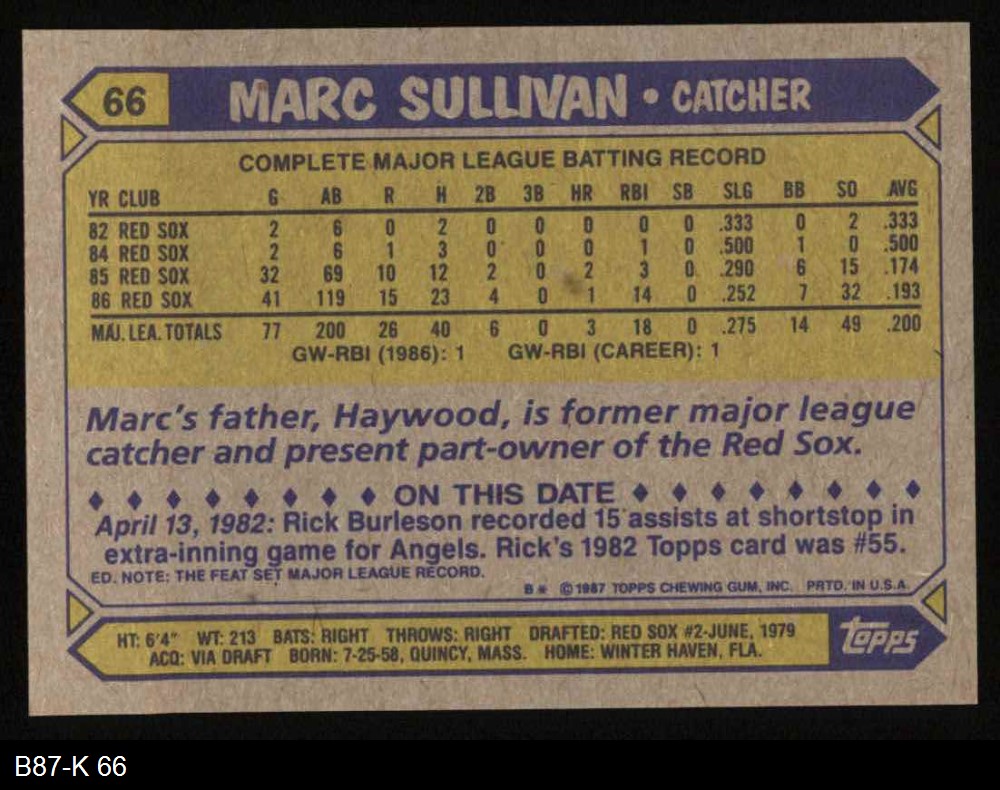 66 MARC SULLIVAN • CATCHER
COMPLETE MAJOR LEAGUE BATTING RECORD
YR CLUB G AB R H 2B 3B HR RBI SB SLG BB SO AVG
82 RED SOX 2 6 0 2 0 0 0 0 0 .333 0 2 .333
84 RED SOX 2 6 1 3 0 0 0 1 0 .500 1 0 .500
85 RED SOX 32 69 10 12 2 0 2 3 0 .290 6 15 .174
86 RED SOX 41 119 15 23 4 0 1 14 0 .252 7 32 .193
MAJ. LEA. TOTALS 77 200 26 40 6 0 3 18 0 .275 14 49 .200
GW-RBI (1986): 1 GW-RBI (CAREER): 1
Marc's father, Haywood, is former major league
catcher and present part-owner of the Red Sox.
♦ ♦ ♦ ♦ ♦ ♦ ♦ ♦ ON THIS DATE ♦ ♦ ♦ ♦ ♦ ♦ ♦ ♦
April 13, 1982: Rick Burleson recorded 15 assists at shortstop in
extra-inning game for Angels. Rick's 1982 Topps card was #55.
ED. NOTE: THE FEAT SET MAJOR LEAGUE RECORD.
B* ©1987 TOPPS CHEWING GUM, INC. PRTD. IN U.S.A.
HT: 6'4" WT: 213 BATS: RIGHT THROWS: RIGHT DRAFTED: RED SOX #2-JUNE, 1979
ACQ: VIA DRAFT BORN: 7-25-58, QUINCY, MASS. HOME: WINTER HAVEN, FLA.
topps
B87-K 66